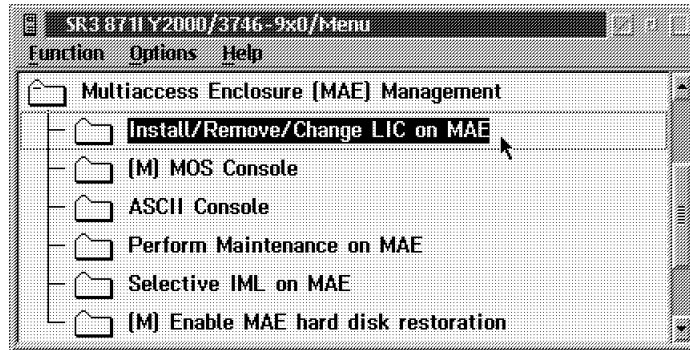 SR3 871I Y2000/3746-9x0/Menu
Function Options Help
Multiaccess Enclosure (MAE) Management
Install/Remove/Change LIC on MAE
(M) MOS Console
ASCII Console
Perform Maintenance on MAE
Selective IML on MAE
(M) Enable MAE hard disk restoration